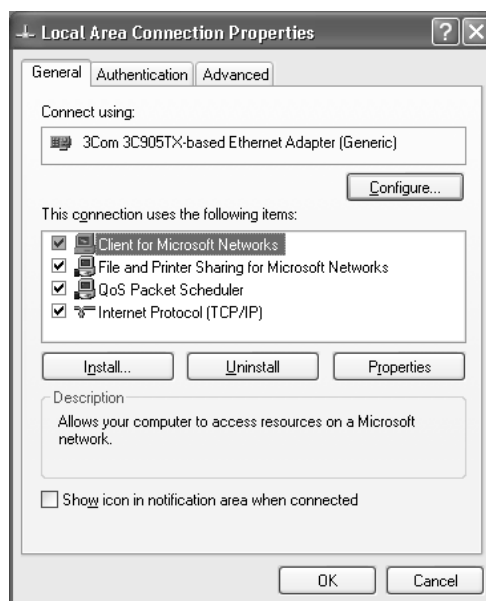 Local Area Connection Properties
General Authentication Advanced
Connect using:
3Com 3C905TX-based Ethernet Adapter (Generic)
Configure...
This connection uses the following items:
Client for Microsoft Networks
File and Printer Sharing for Microsoft Networks
QoS Packet Scheduler
Internet Protocol (TCP/IP)
Install... Uninstall Properties
Description
Allows your computer to access resources on a Microsoft
network.
Show icon in notification area when connected
OK Cancel